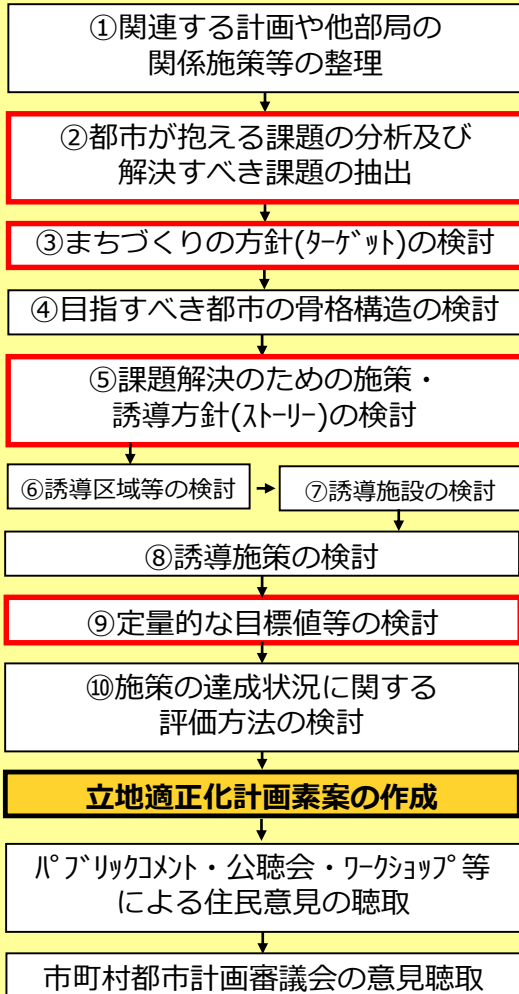 ①関連する計画や他部局の
関係施策等の整理
②都市が抱える課題の分析及び
解決すべき課題の抽出
③まちづくりの方針(ﾀｰｹﾞｯﾄ)の検討
④目指すべき都市の骨格構造の検討
⑤課題解決のための施策・
誘導方針(ｽﾄｰﾘｰ)の検討
⑥誘導区域等の検討
⑦誘導施設の検討
⑧誘導施策の検討
⑨定量的な目標値等の検討
⑩施策の達成状況に関する
評価方法の検討
立地適正化計画素案の作成
ﾊﾟﾌﾞﾘｯｸｺﾒﾝﾄ・公聴会・ﾜｰｸｼｮｯﾌﾟ等
による住民意見の聴取
市町村都市計画審議会の意見聴取